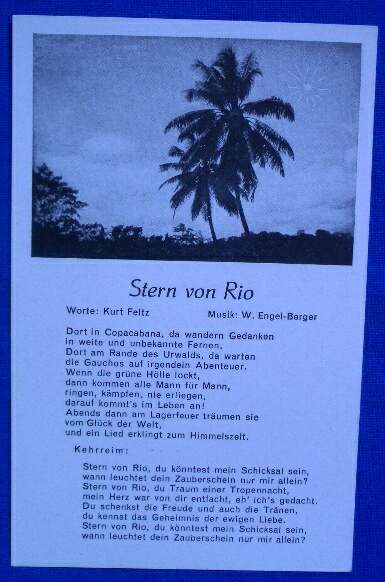 Stern von Rio
Worte: Kurt Feltz Musik: W. Engel-Berger
Dort in Copacabana, da wandern Gedanken
in weite und unbekannte Fernen,
Dort am Rande des Urwalds, da warten
die Gauchos auf irgendein Abenteuer.
Wenn die grüne Hölle lockt,
dann kommen alle Mann für Mann,
ringen, kämpfen, nie erliegen,
darauf kommt's im Leben an!
Abends dann am Lagerfeuer träumen sie
vom Glück der Welt,
und ein Lied erklingt zum Himmelszelt.
Kehrreim:
Stern von Rio, du könntest mein Schicksal sein,
wann leuchtet dein Zauberschein nur mir allein?
Stern von Rio, du Traum einer Tropennacht,
mein Herz war von dir entfacht, eh' ich's gedacht.
Du schenkst die Freude und auch die Tränen,
du kennst das Geheimnis der ewigen Liebe.
Stern von Rio, du könntest mein Schicksal sein,
wann leuchtet dein Zauberschein nur mir allein?